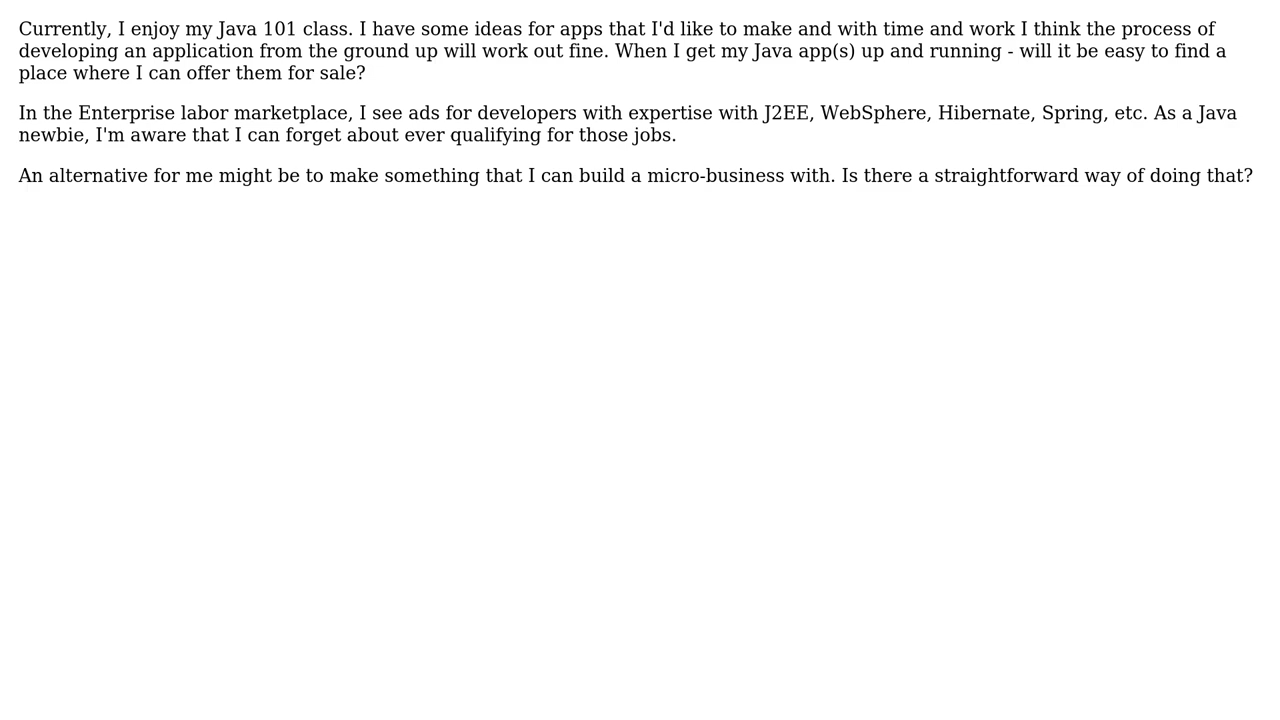 Currently, I enjoy my Java 101 class. I have some ideas for apps that I'd like to make and with time and work I think the process of
developing an application from the ground up will work out fine. When I get my Java app(s) up and running - will it be easy to find a
place where I can offer them for sale?
In the Enterprise labor marketplace, I see ads for developers with expertise with J2EE, WebSphere, Hibernate, Spring, etc. As a Java
newbie, I'm aware that I can forget about ever qualifying for those jobs.
An alternative for me might be to make something that I can build a micro-business with. Is there a straightforward way of doing that?